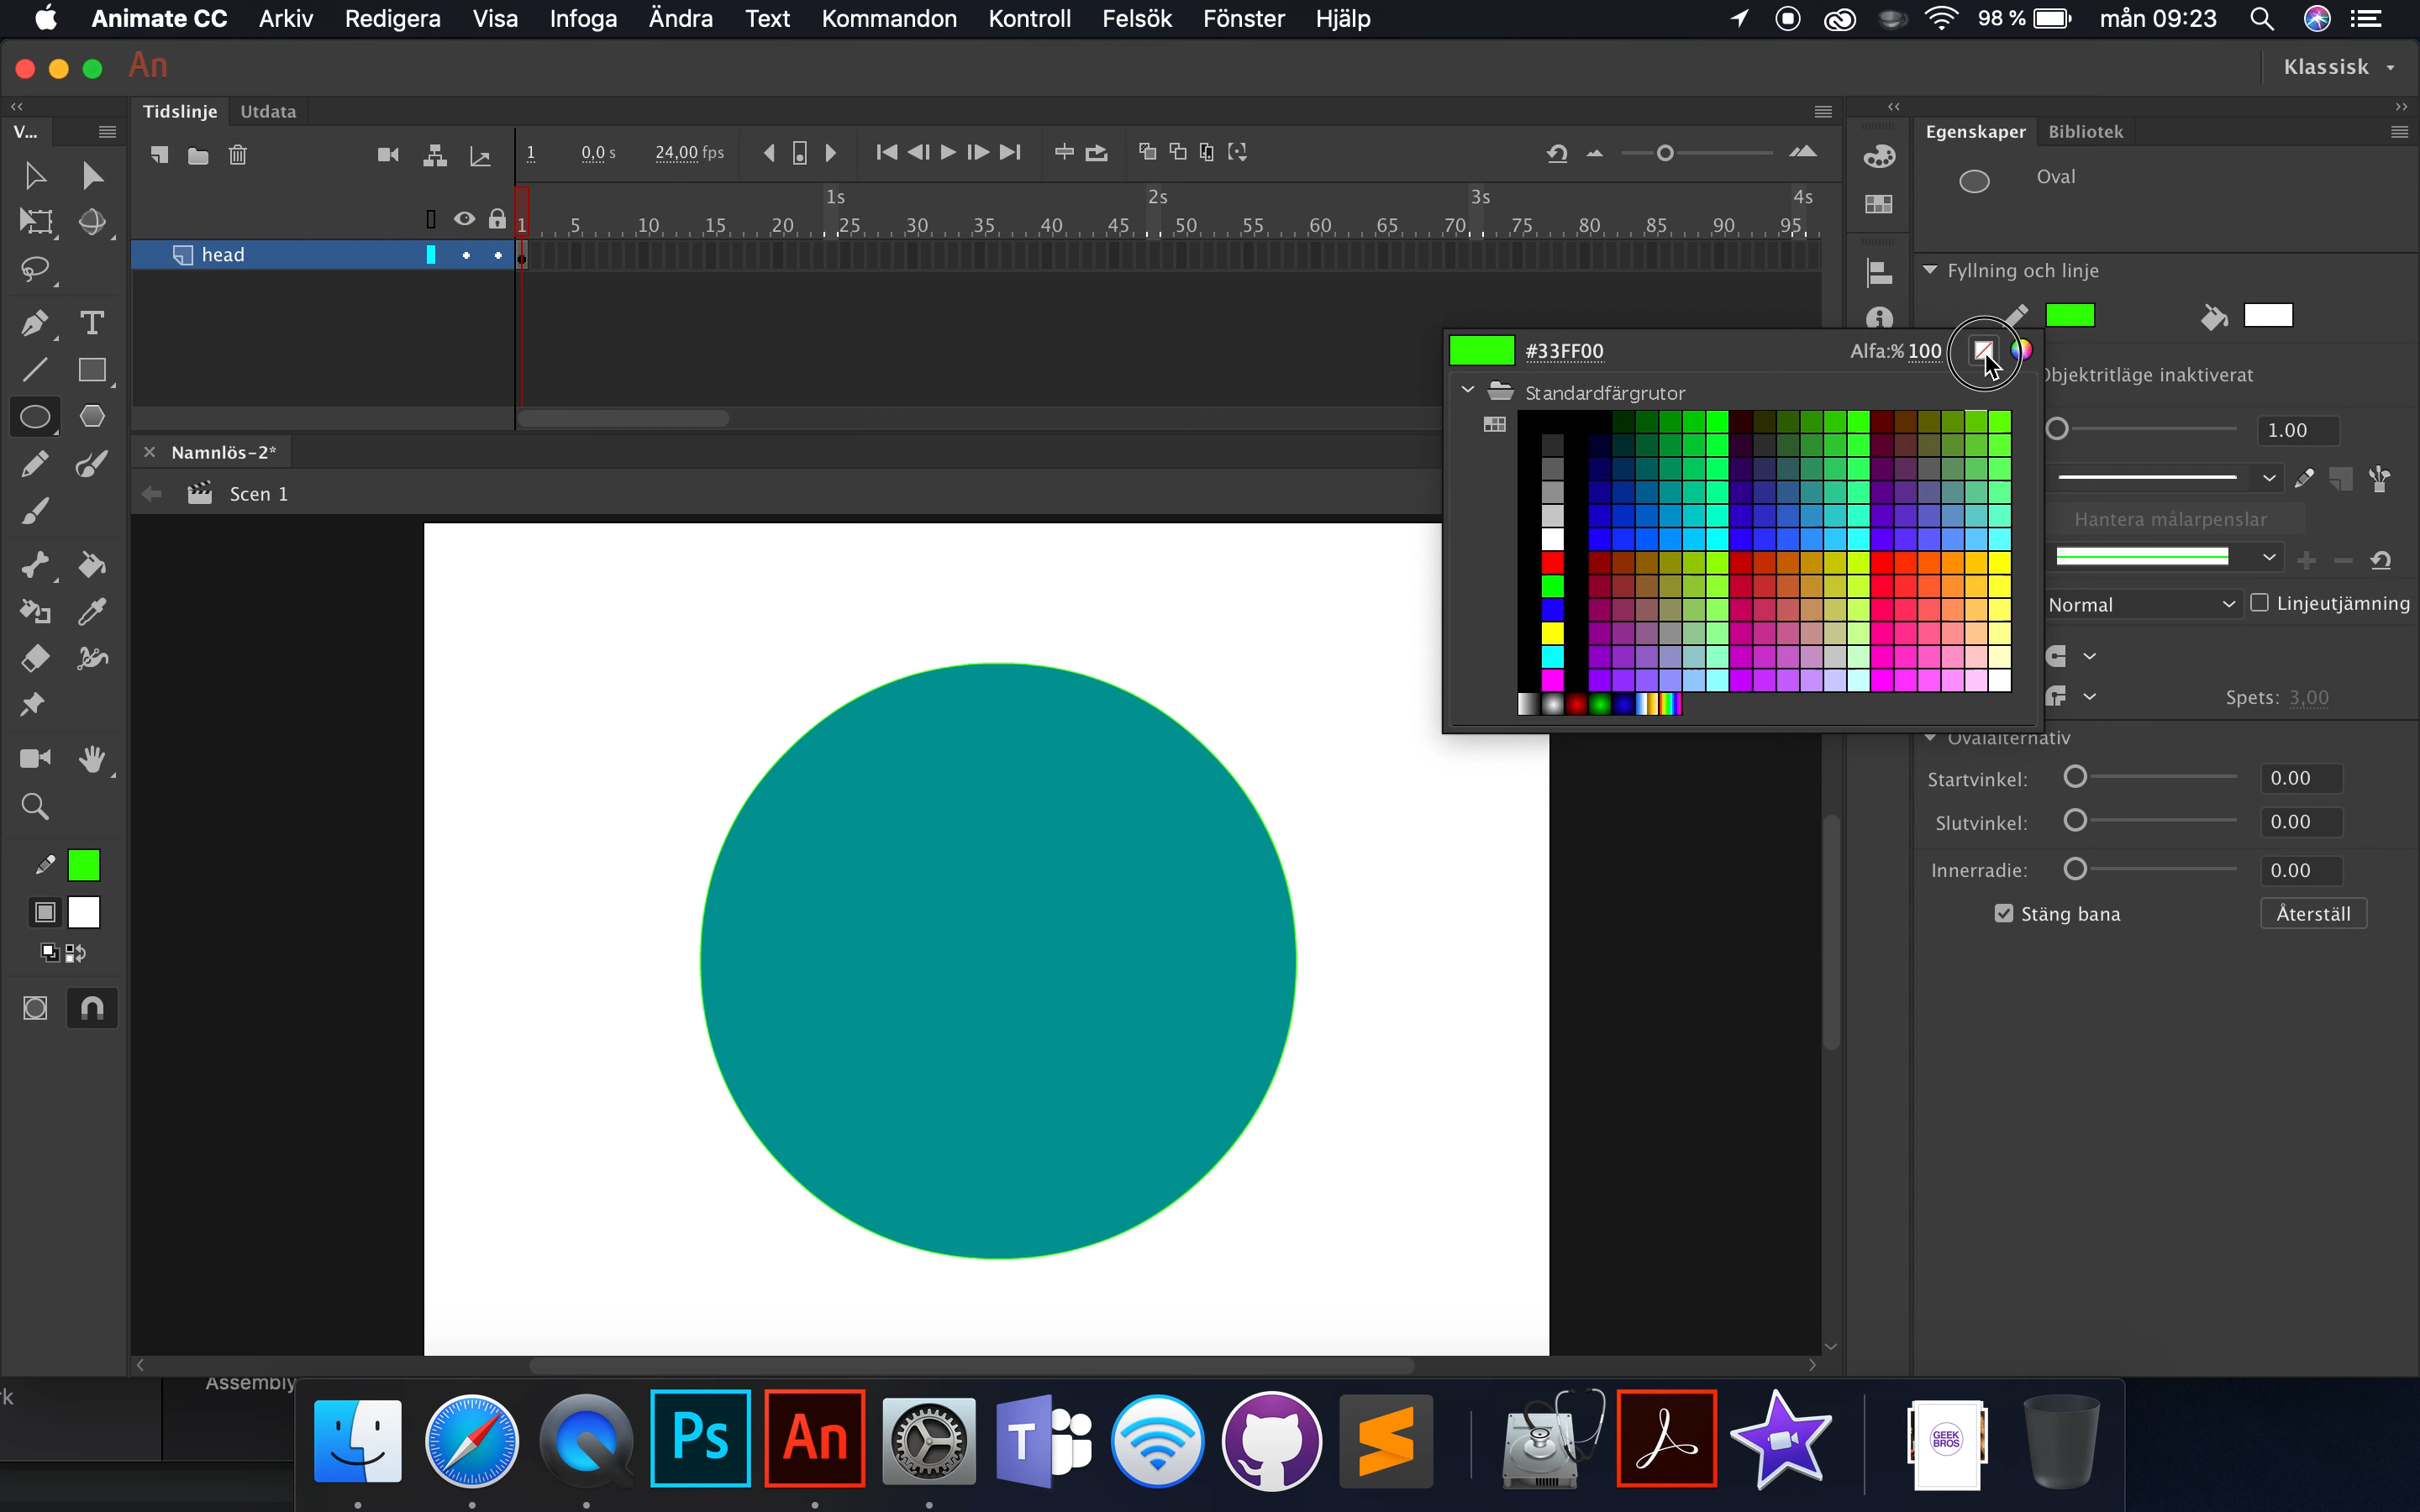 Animate CC Arkiv Redigera Visa Infoga Ändra Text Kommandon Kontroll Felsök Fönster Hjälp 98 % mån 09:23
An Klassisk
Tidslinje Utdata
V... Egenskaper Bibliotek
1 0,0 s 24,00 fps
Oval
1s 2s 3s 4s
1 5 10 15 20 25 30 35 40 45 50 55 60 65 70 75 80 85 90 95
head
Fyllning och linje
#33FF00 Alfa:% 100
Objektritläge inaktiverat
Standardfärgrutor
1.00
Namnlös-2*
Scen 1
Hantera målarpenslar
Normal Linjeutjämning
Spets: 3,00
Ovalalternativ
Startvinkel: 0.00
Slutvinkel: 0.00
Innerradie: 0.00
Stäng bana Återställ
Assembly
rk
Ps An T
GEEK
BROS